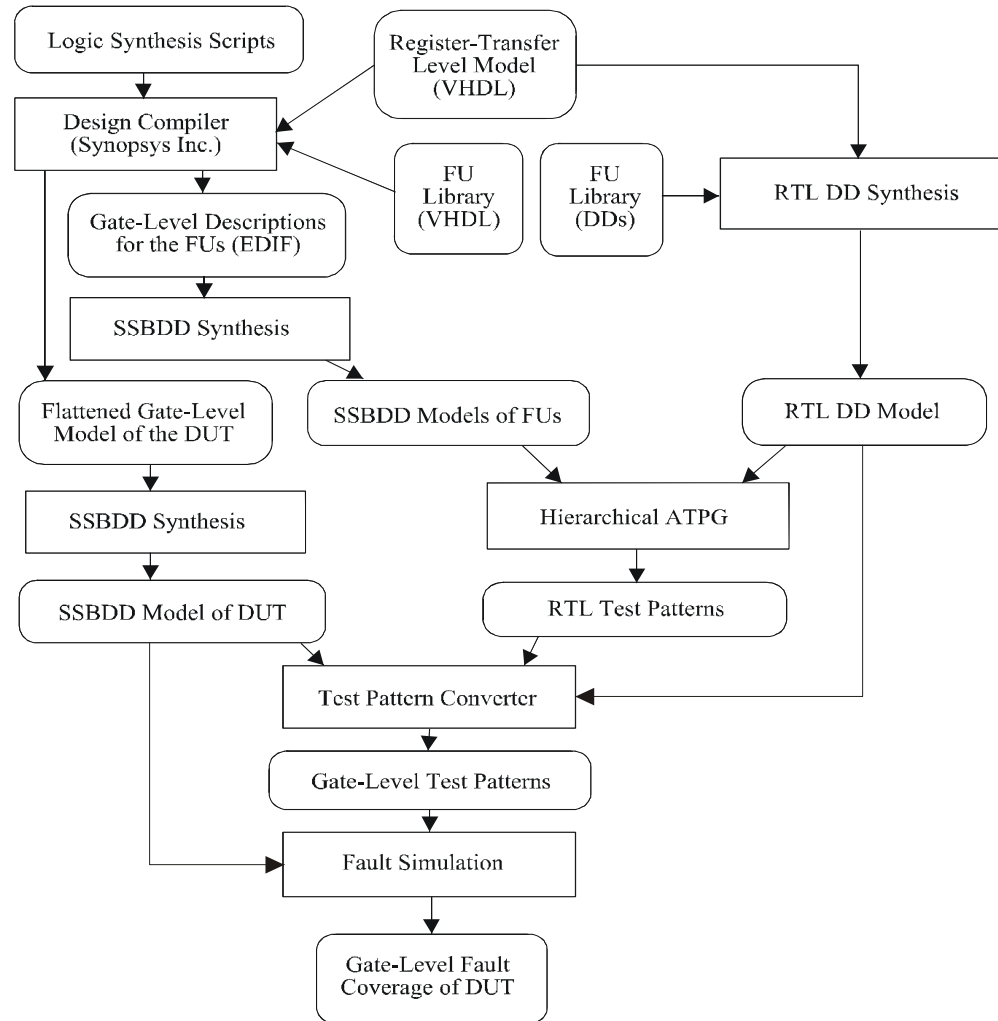 Logic Synthesis Scripts
Register-Transfer
Level Model
(VHDL)
Design Compiler
(Synopsys Inc.)
FU
Library
(VHDL)
FU
Library
(DDs)
RTL DD Synthesis
Gate-Level Descriptions
for the FUs (EDIF)
SSBDD Synthesis
Flattened Gate-Level
Model of the DUT
SSBDD Models of FUs
RTL DD Model
SSBDD Synthesis
Hierarchical ATPG
SSBDD Model of DUT
RTL Test Patterns
Test Pattern Converter
Gate-Level Test Patterns
Fault Simulation
Gate-Level Fault
Coverage of DUT